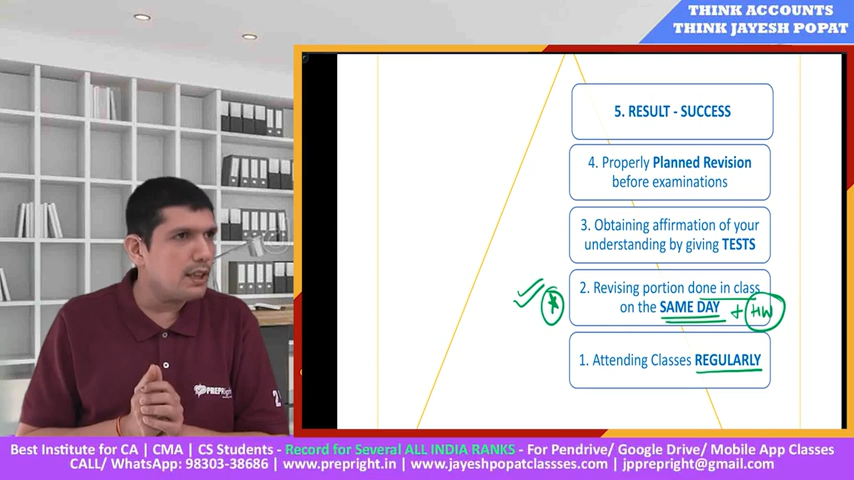 THINK ACCOUNTS
THINK JAYESH POPAT
5. RESULT - SUCCESS
4. Properly Planned Revision
before examinations
3. Obtaining affirmation of your
understanding by giving TESTS
2. Revising portion done in class
on the SAME DAY + HW
1. Attending Classes REGULARLY
Best Institute for CA | CMA | CS Students - Record for Several ALL INDIA RANKS - For Pendrive/ Google Drive/ Mobile App Classes
CALL/ WhatsApp: 98303-38686 | www.prepright.in | www.jayeshpopatclassses.com | jpprepright@gmail.com